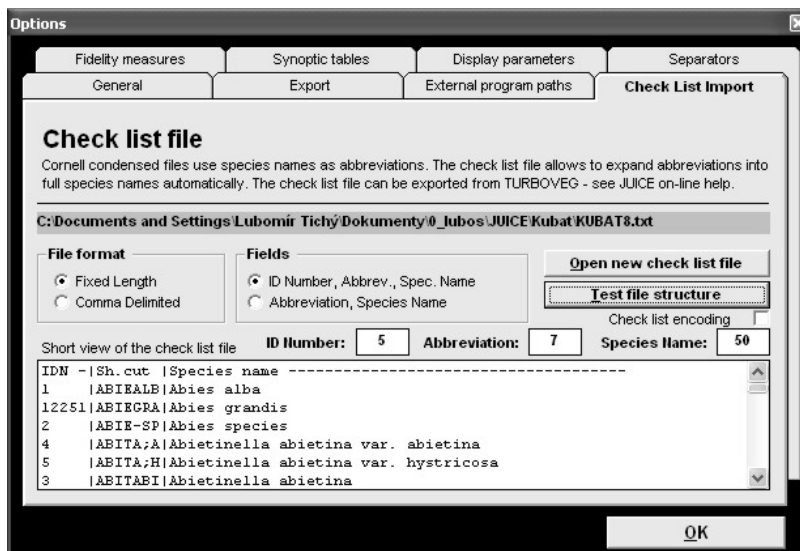 Options
Fidelity measures Synoptic tables Display parameters Separators
General Export External program paths Check List Import
Check list file
Cornell condensed files use species names as abbreviations. The check list file allows to expand abbreviations into
full species names automatically. The check list file can be exported from TURBOVEG - see JUICE on-line help.
C:\Documents and Settings\Lubomír Tichý\Dokumenty\0_lubos\JUICE\Kubat\KUBAT8.txt
File format Fields
Open new check list file
Fixed Length ID Number, Abbrev., Spec. Name
Test file structure
Comma Delimited Abbreviation, Species Name
Check list encoding
Short view of the check list file ID Number: 5 Abbreviation: 7 Species Name: 50
IDN -|Sh.cut |Species name -------------------------------------
1 |ABIEALB|Abies alba
12251|ABIEGRA|Abies grandis
2 |ABIE-SP|Abies species
4 |ABITA;A|Abietinella abietina var. abietina
5 |ABITA;H|Abietinella abietina var. hystricosa
3 |ABITABI|Abietinella abietina
OK